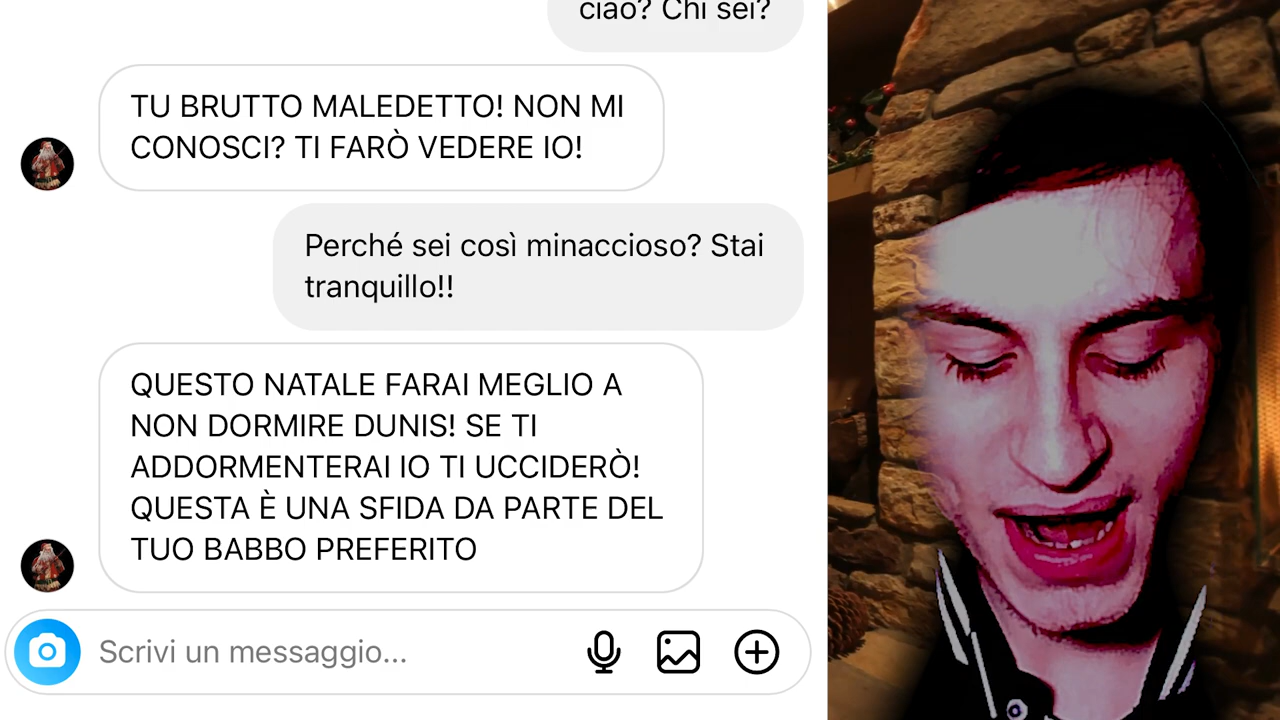 ciao? Chi sei?
TU BRUTTO MALEDETTO! NON MI
CONOSCI? TI FARÒ VEDERE IO!
Perché sei così minaccioso? Stai
tranquillo!!
QUESTO NATALE FARAI MEGLIO A
NON DORMIRE DUNIS! SE TI
ADDORMENTERAI IO TI UCCIDERÒ!
QUESTA È UNA SFIDA DA PARTE DEL
TUO BABBO PREFERITO
Scrivi un messaggio...